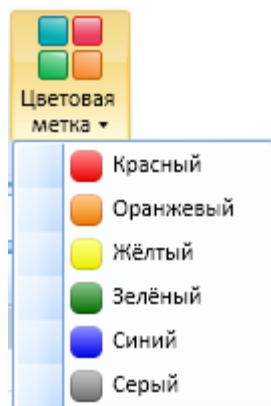 Цветовая
метка
Красный
Оранжевый
Жёлтый
Зелёный
Синий
Серый